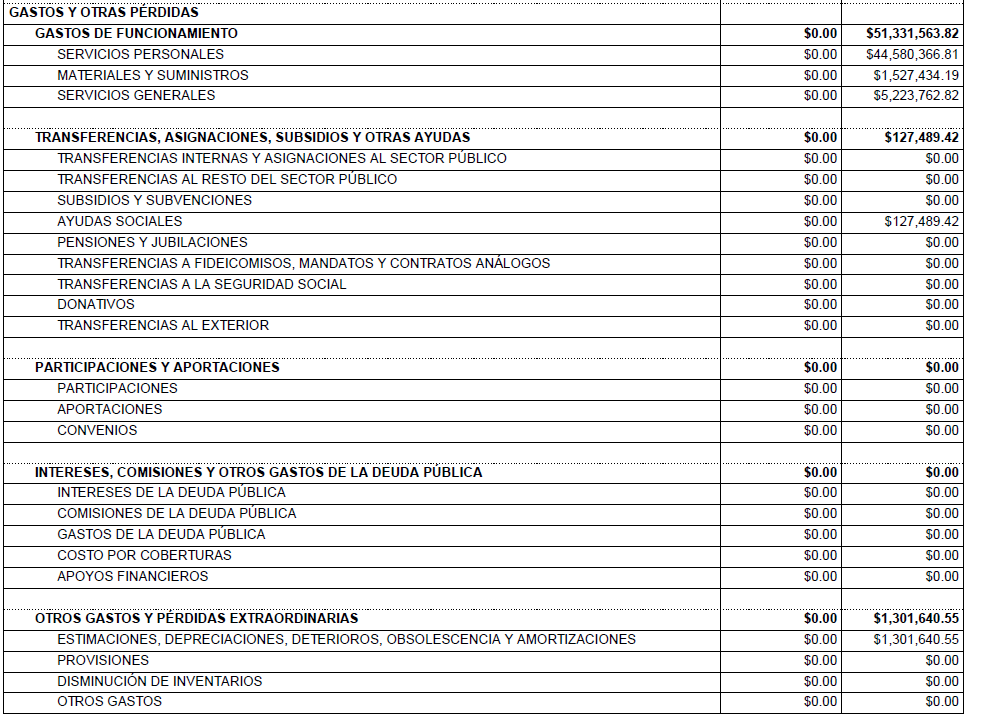 GASTOS Y OTRAS PÉRDIDAS
GASTOS DE FUNCIONAMIENTO $0.00 $51,331,563.82
SERVICIOS PERSONALES $0.00 $44,580,366.81
MATERIALES Y SUMINISTROS $0.00 $1,527,434.19
SERVICIOS GENERALES $0.00 $5,223,762.82
TRANSFERENCIAS, ASIGNACIONES, SUBSIDIOS Y OTRAS AYUDAS $0.00 $127,489.42
TRANSFERENCIAS INTERNAS Y ASIGNACIONES AL SECTOR PÚBLICO $0.00 $0.00
TRANSFERENCIAS AL RESTO DEL SECTOR PÚBLICO $0.00 $0.00
SUBSIDIOS Y SUBVENCIONES $0.00 $0.00
AYUDAS SOCIALES $0.00 $127,489.42
PENSIONES Y JUBILACIONES $0.00 $0.00
TRANSFERENCIAS A FIDEICOMISOS, MANDATOS Y CONTRATOS ANÁLOGOS $0.00 $0.00
TRANSFERENCIAS A LA SEGURIDAD SOCIAL $0.00 $0.00
DONATIVOS $0.00 $0.00
TRANSFERENCIAS AL EXTERIOR $0.00 $0.00
PARTICIPACIONES Y APORTACIONES $0.00 $0.00
PARTICIPACIONES $0.00 $0.00
APORTACIONES $0.00 $0.00
CONVENIOS $0.00 $0.00
INTERESES, COMISIONES Y OTROS GASTOS DE LA DEUDA PÚBLICA $0.00 $0.00
INTERESES DE LA DEUDA PÚBLICA $0.00 $0.00
COMISIONES DE LA DEUDA PÚBLICA $0.00 $0.00
GASTOS DE LA DEUDA PÚBLICA $0.00 $0.00
COSTO POR COBERTURAS $0.00 $0.00
APOYOS FINANCIEROS $0.00 $0.00
OTROS GASTOS Y PÉRDIDAS EXTRAORDINARIAS $0.00 $1,301,640.55
ESTIMACIONES, DEPRECIACIONES, DETERIOROS, OBSOLESCENCIA Y AMORTIZACIONES $0.00 $1,301,640.55
PROVISIONES $0.00 $0.00
DISMINUCIÓN DE INVENTARIOS $0.00 $0.00
OTROS GASTOS $0.00 $0.00